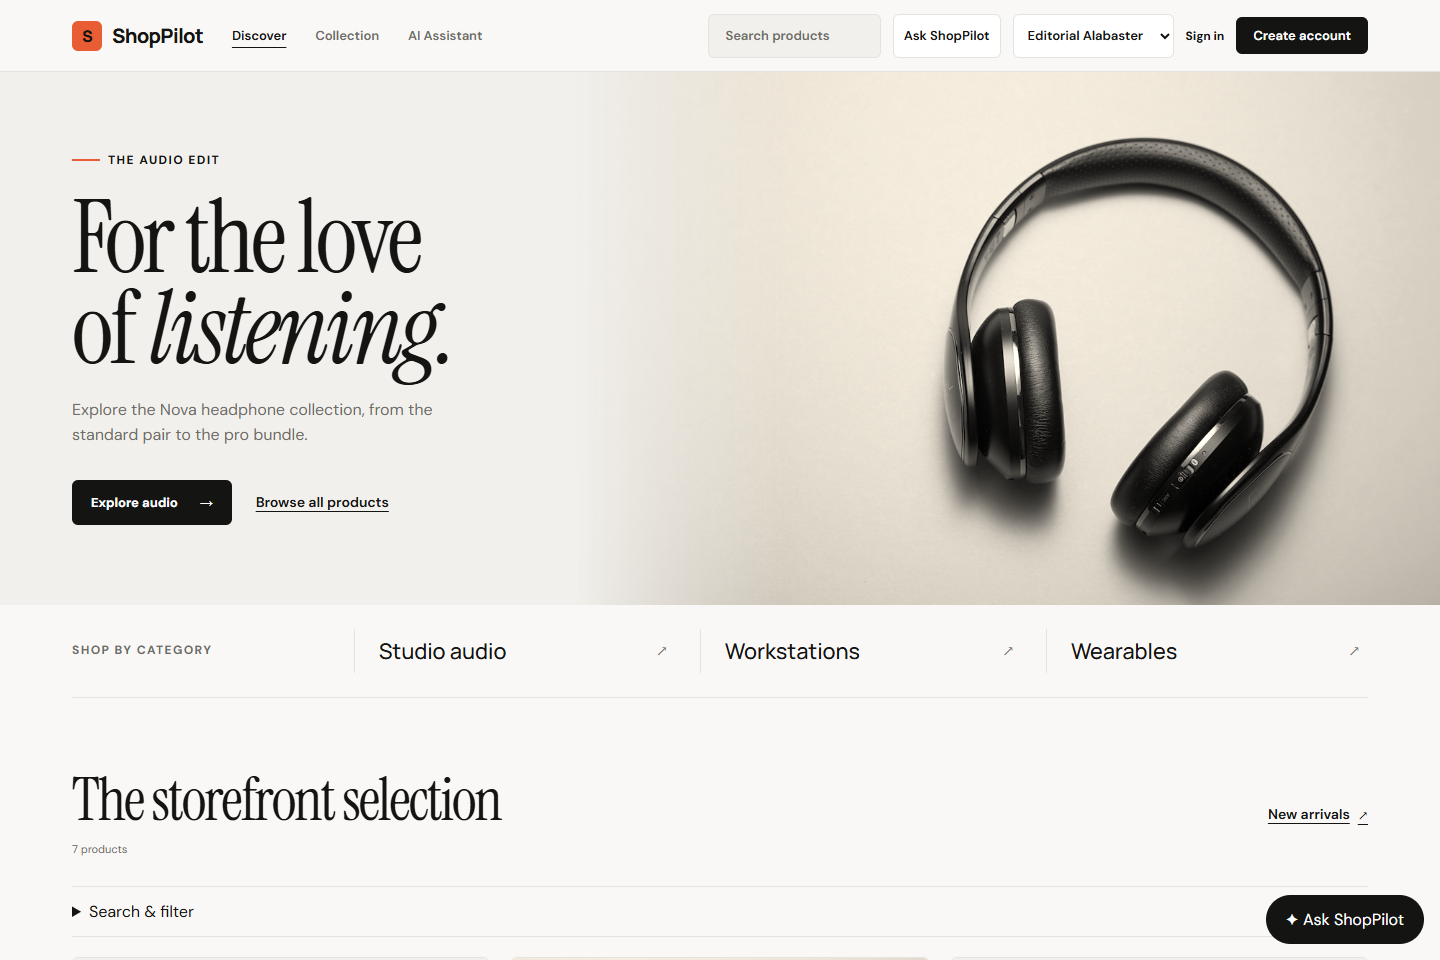 S ShopPilot Discover Collection AI Assistant Search products Ask ShopPilot Editorial Alabaster Sign in Create account
THE AUDIO EDIT
For the love
of listening.
Explore the Nova headphone collection, from the
standard pair to the pro bundle.
Explore audio → Browse all products
SHOP BY CATEGORY Studio audio ↗ Workstations ↗ Wearables ↗
The storefront selection
New arrivals ↗
7 products
Search & filter
✦ Ask ShopPilot